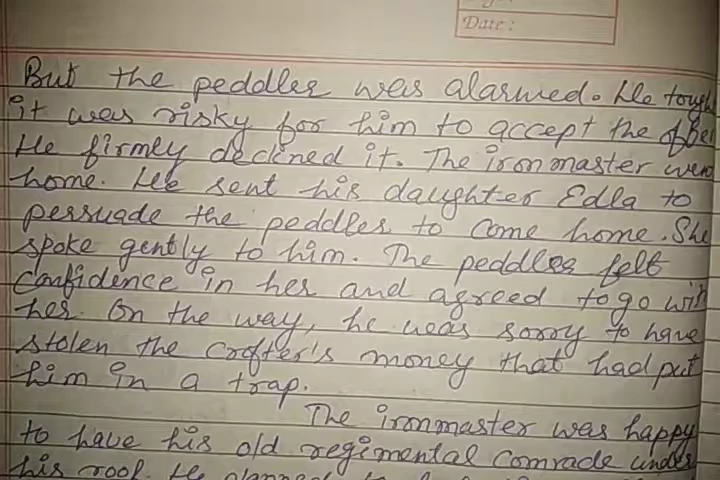 Date:
But the peddler was alarmed. He tough
it was risky for him to accept the offer
He firmly declined it. The ironmaster went
home. He sent his daughter Edla to
persuade the peddler to come home. She
spoke gently to him. The peddler felt
confidence in her and agreed to go with
her. On the way, he was sorry to have
stolen the crofter's money that had put
him in a trap.
The ironmaster was happy
to have his old regimental comrade under
his roof. He planned to